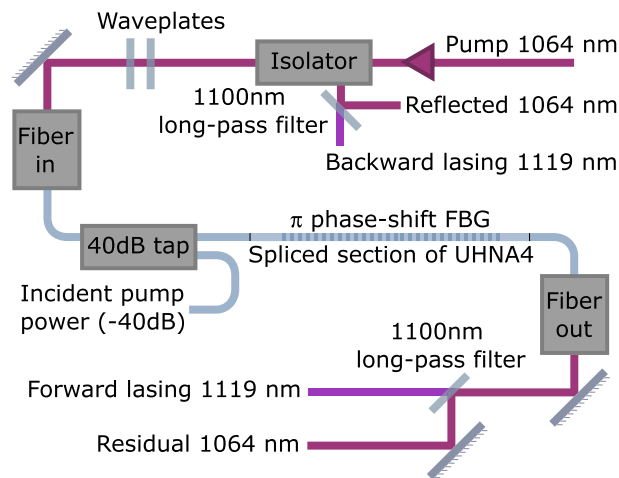 Waveplates
Pump 1064 nm
Isolator
1100nm
long-pass filter
Reflected 1064 nm
Backward lasing 1119 nm
Fiber
in
40dB tap
π phase-shift FBG
Spliced section of UHNA4
Incident pump
power (-40dB)
Fiber
out
1100nm
long-pass filter
Forward lasing 1119 nm
Residual 1064 nm